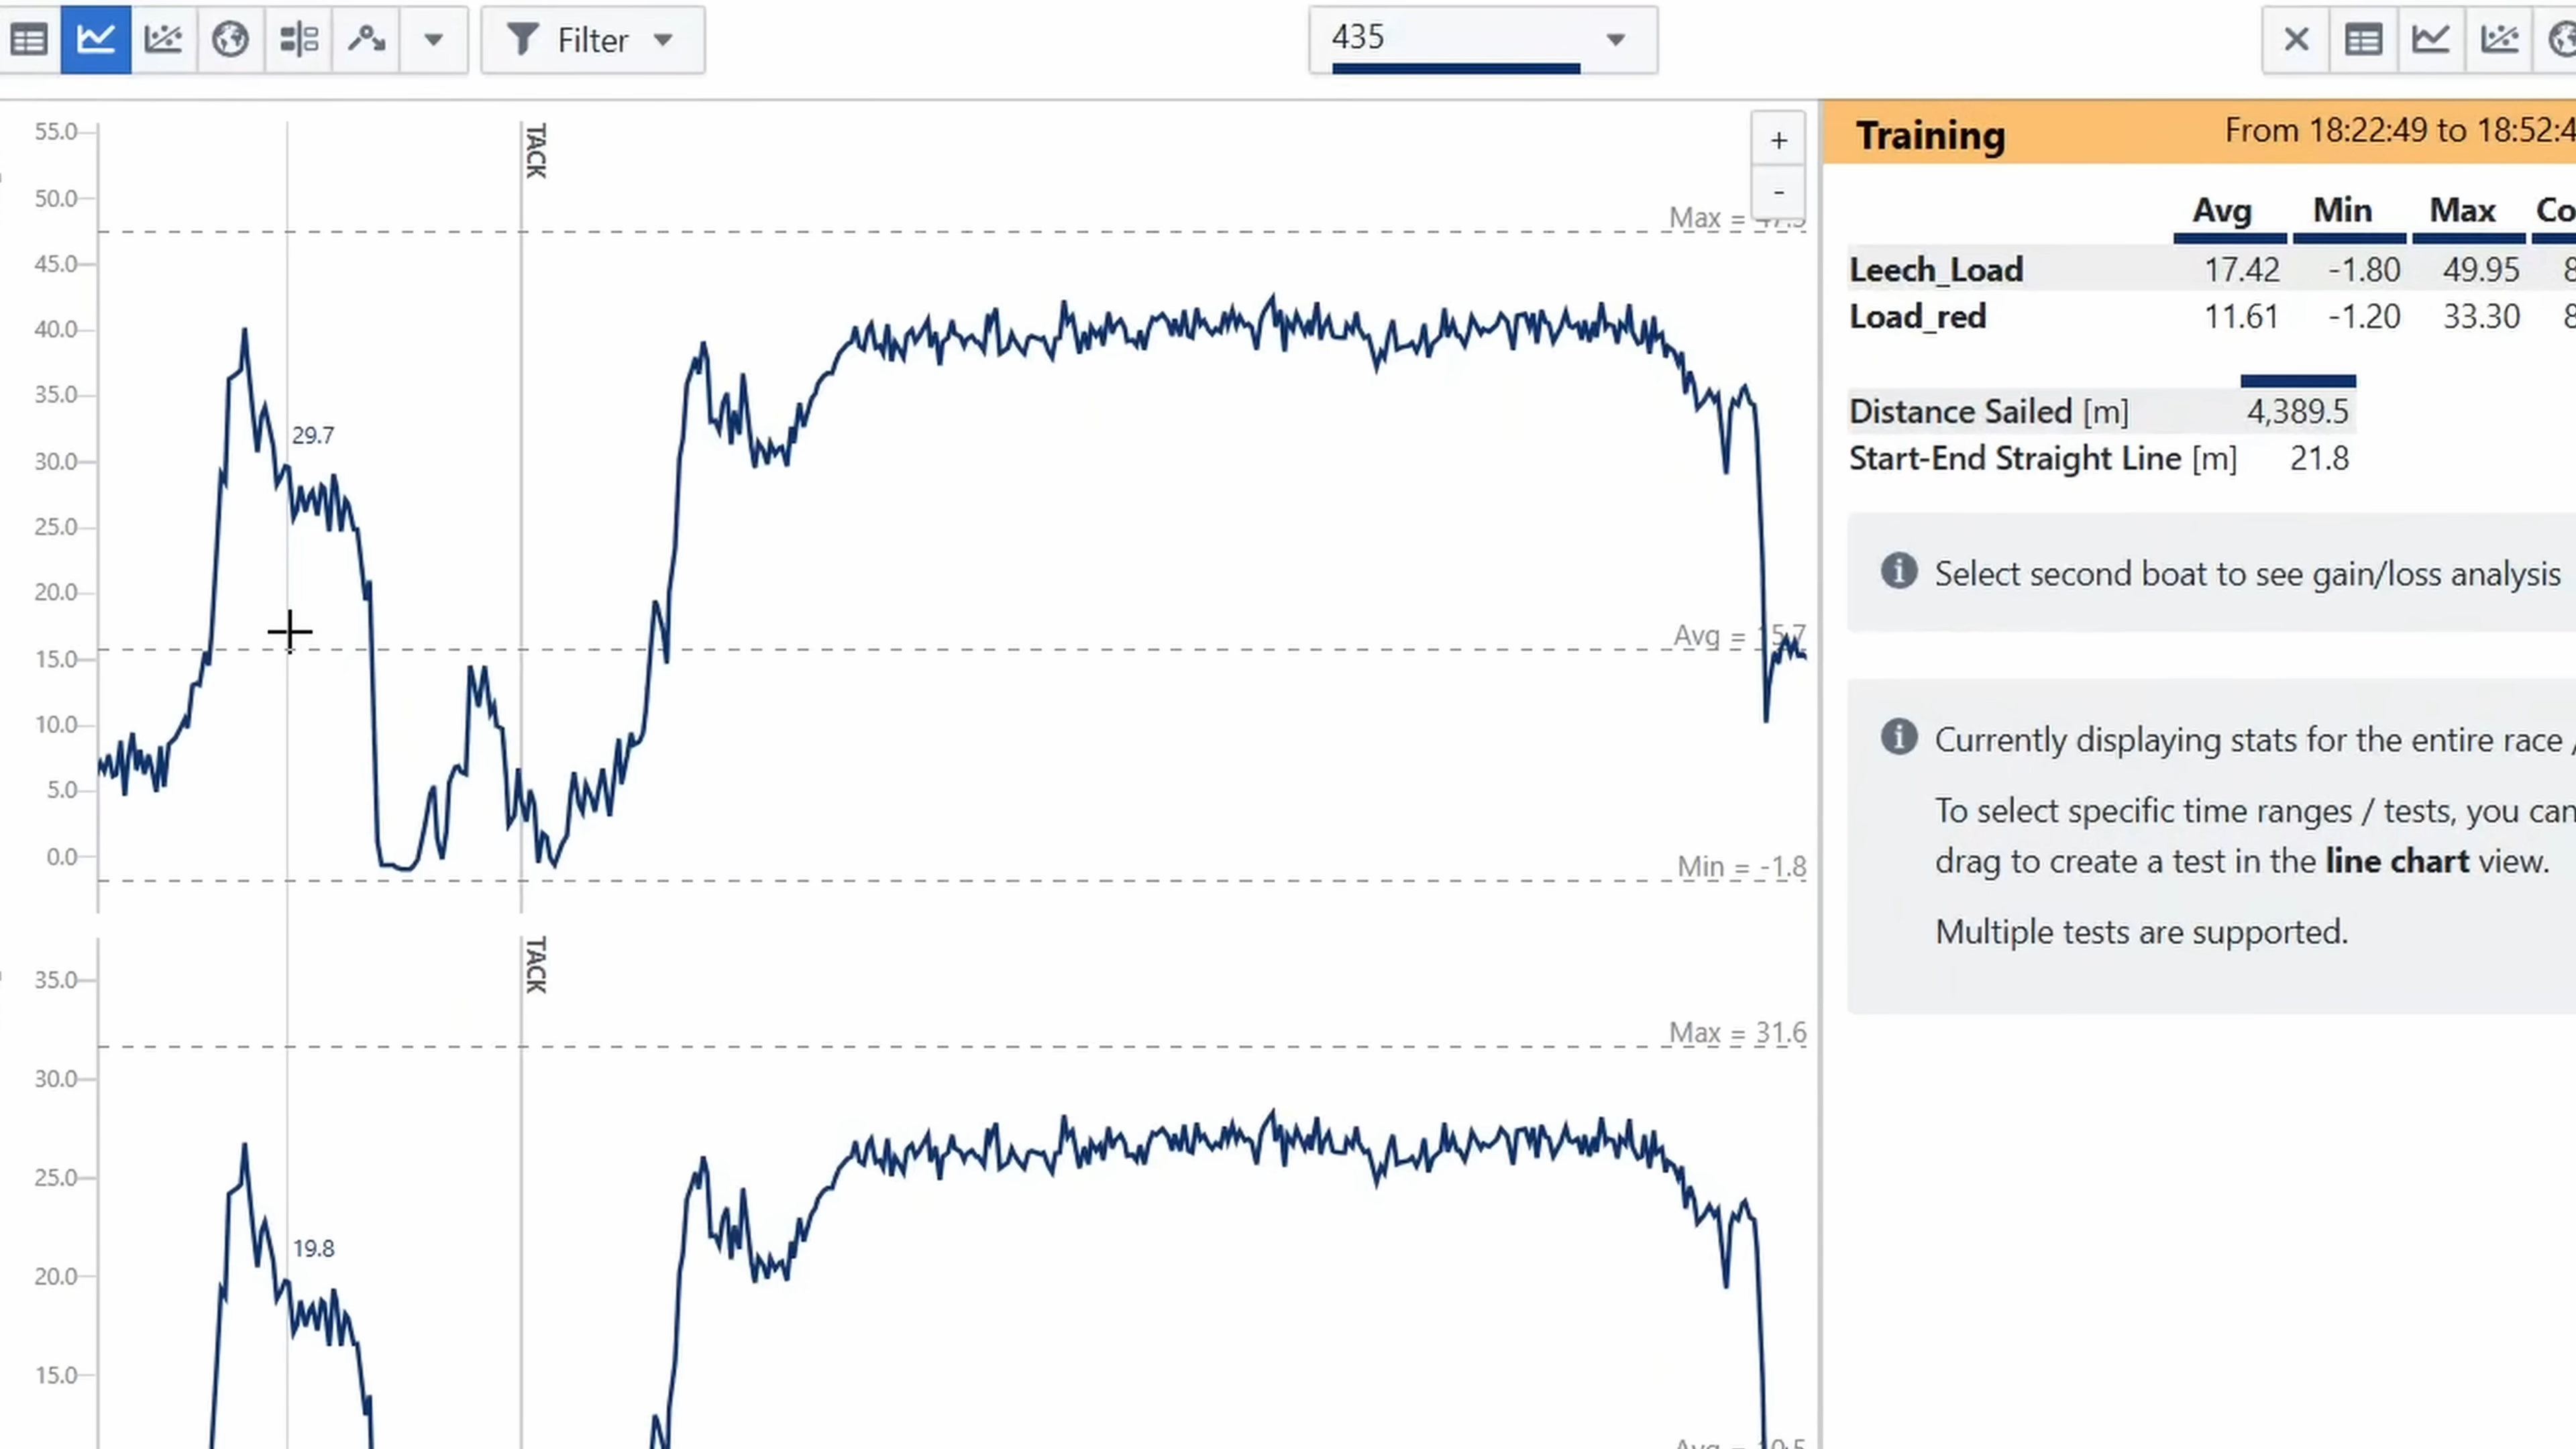 Filter
435
Training
From 18:22:49 to 18:52:4
Avg Min Max Co
Leech_Load 17.42 -1.80 49.95 8
Load_red 11.61 -1.20 33.30 8
Distance Sailed [m] 4,389.5
Start-End Straight Line [m] 21.8
Select second boat to see gain/loss analysis
Currently displaying stats for the entire race /
To select specific time ranges / tests, you can
drag to create a test in the line chart view.
Multiple tests are supported.
+
-
55.0
50.0
45.0
40.0
35.0
30.0
25.0
20.0
15.0
10.0
5.0
0.0
TACK
Max =
29.7
Avg = 15.7
Min = -1.8
35.0
30.0
25.0
20.0
15.0
TACK
Max = 31.6
19.8